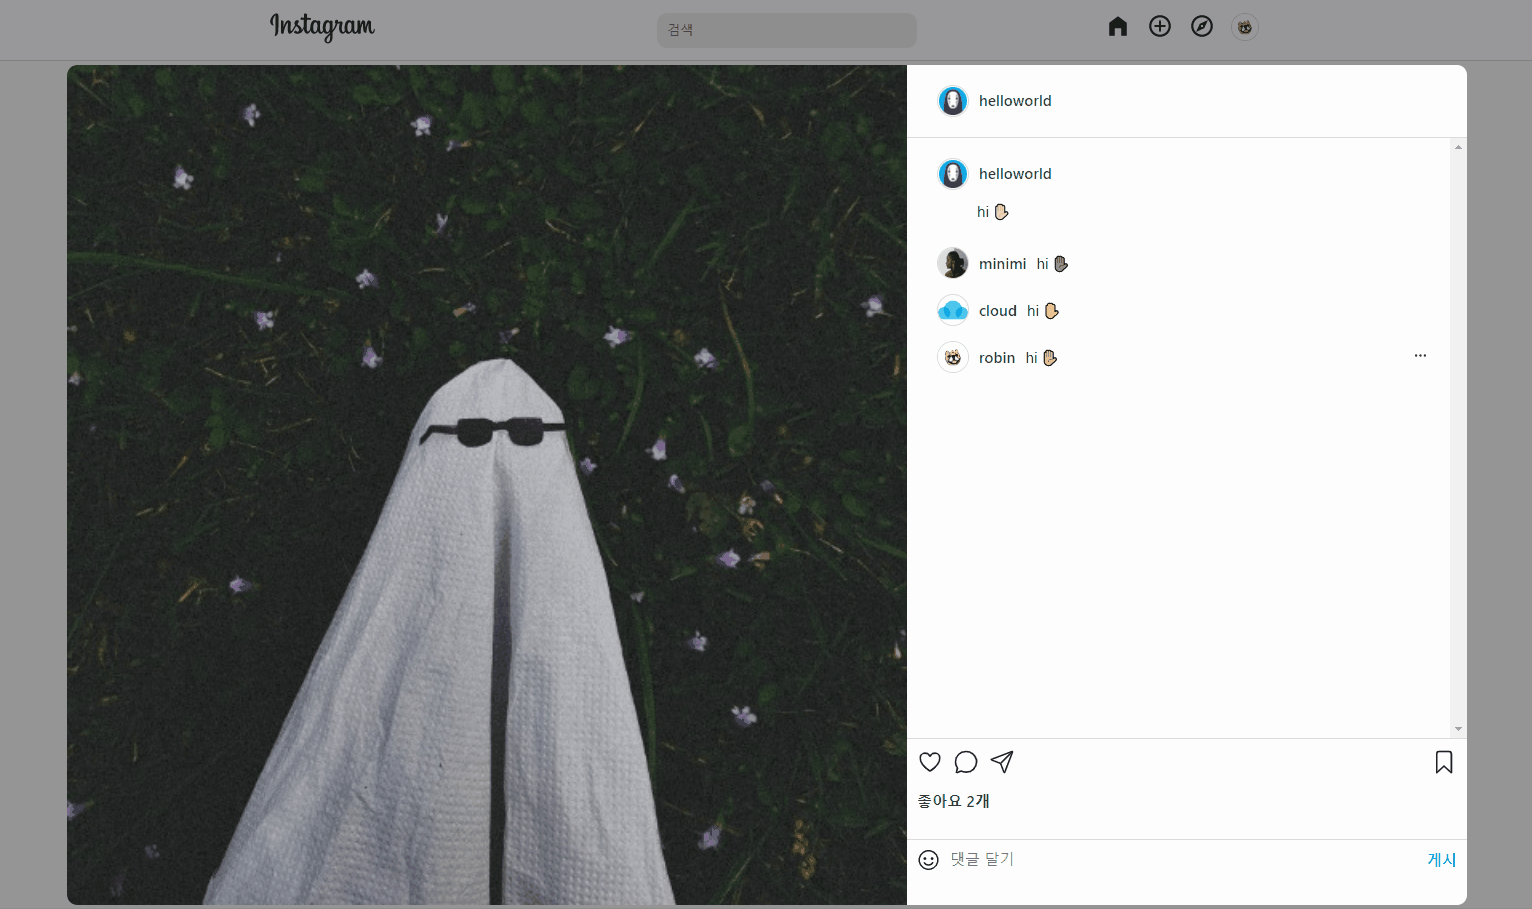 Instagram
검색
helloworld
helloworld
hi ✋🏻
minimi hi ✋🏿
cloud hi ✋🏼
robin hi ✋🏽
좋아요 2개
댓글 달기
게시